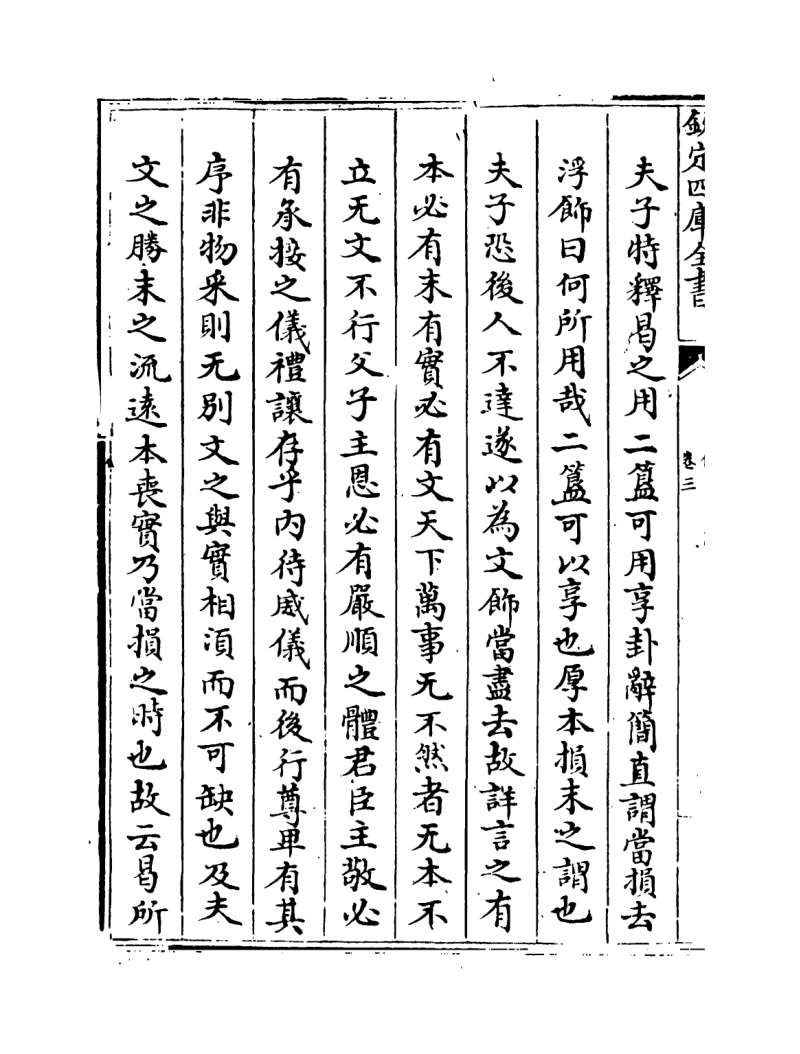 欽定四庫全書
卷三
夫子特釋曷之用二簋可用享卦辭簡直謂當損去
浮飾曰何所用哉二簋可以享也厚本損末之謂也
夫子恐後人不達遂以為文飾當盡去故詳言之有
本必有末有實必有文天下萬事无不然者无本不
立无文不行父子主恩必有嚴順之體君臣主敬必
有承接之儀禮讓存乎内待威儀而後行尊卑有其
序非物采則无別文之與實相須而不可缺也及夫
文之勝末之流逺本喪實乃當損之時也故云曷所